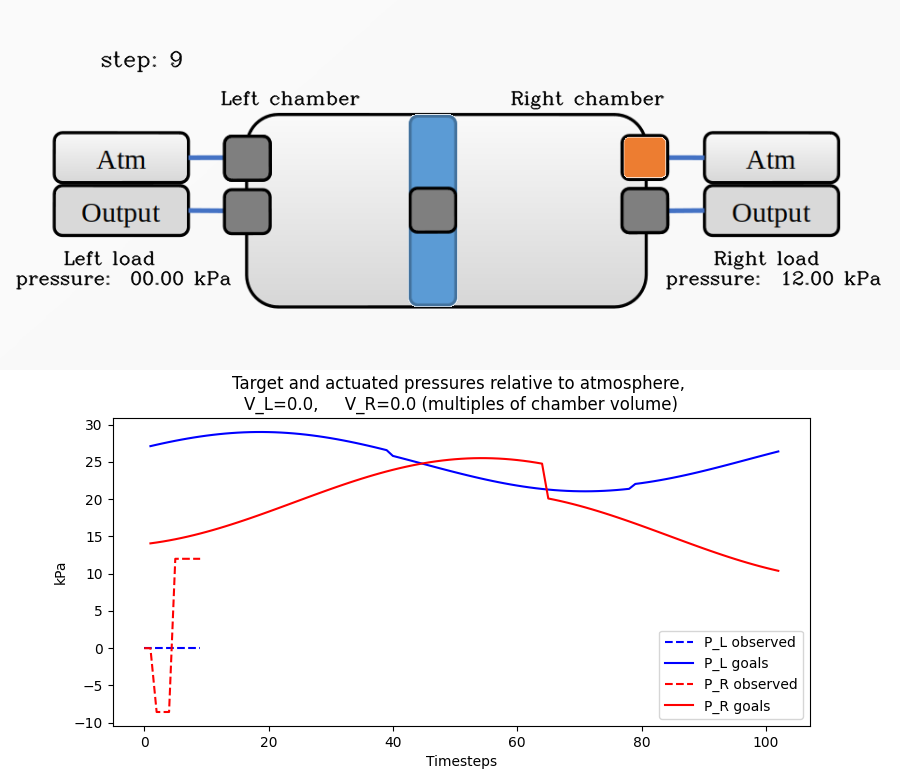 step: 9
Left chamber
Right chamber
Atm
Atm
Output
Output
Left load
pressure: 00.00 kPa
Right load
pressure: 12.00 kPa
Target and actuated pressures relative to atmosphere,
V_L=0.0, V_R=0.0 (multiples of chamber volume)
30
25
20
15
10
5
0
−5
−10
kPa
P_L observed
P_L goals
P_R observed
P_R goals
0 20 40 60 80 100
Timesteps